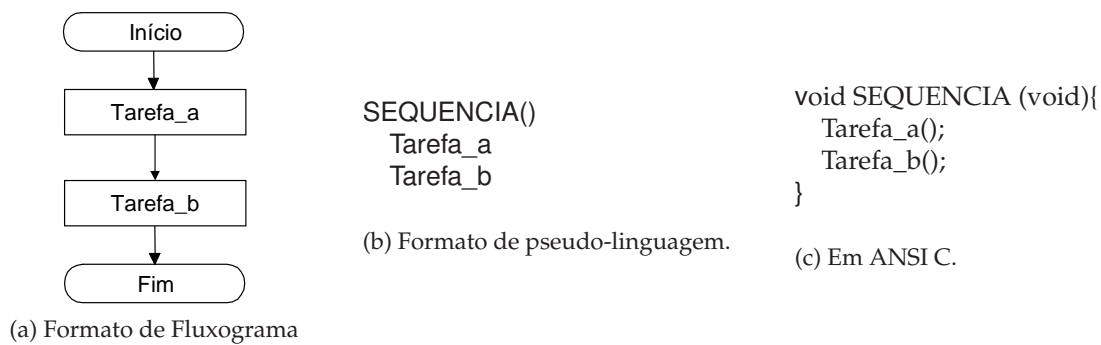 Início
Tarefa_a
Tarefa_b
Fim
(a) Formato de Fluxograma
SEQUENCIA()
Tarefa_a
Tarefa_b
(b) Formato de pseudo-linguagem.
void SEQUENCIA (void){
Tarefa_a();
Tarefa_b();
}
(c) Em ANSI C.